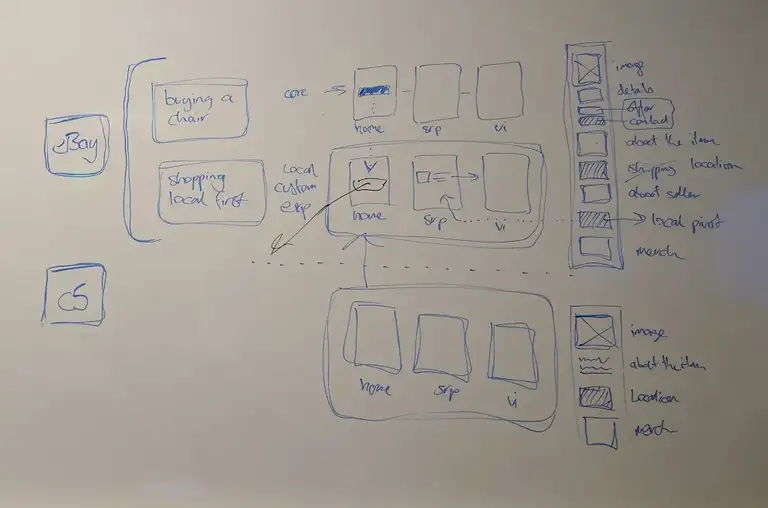 eBay
buying a
chair
core
home
srp
vi
shopping
local first
Local
custom
exp
home
srp
vi
image
details
offer
contact
about the item
shipping location
about seller
local pivot
merch
cS
home
srp
vi
image
about the item
Location
merch